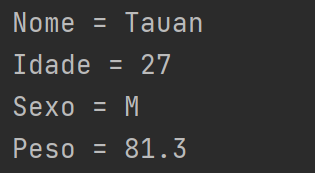 Nome = Tauan
Idade = 27
Sexo = M
Peso = 81.3